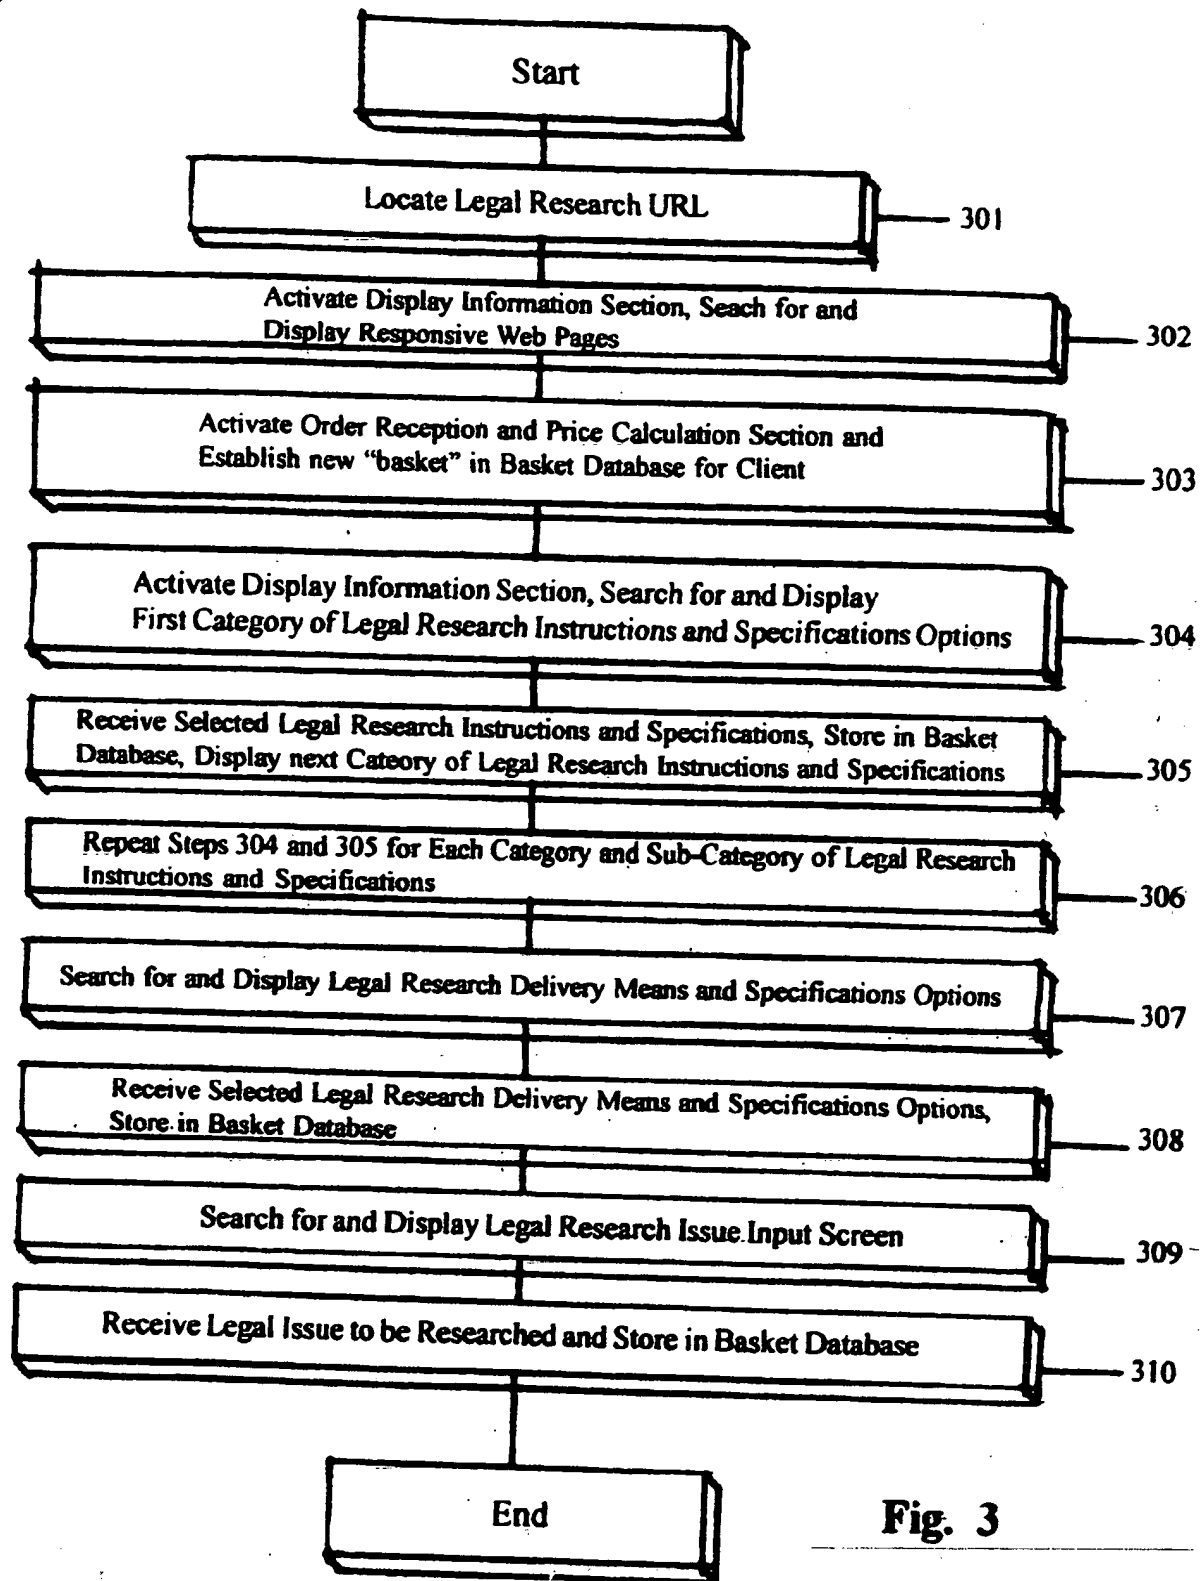 Start
Locate Legal Research URL
301
Activate Display Information Section, Seach for and
Display Responsive Web Pages
302
Activate Order Reception and Price Calculation Section and
Establish new “basket” in Basket Database for Client
303
Activate Display Information Section, Search for and Display
First Category of Legal Research Instructions and Specifications Options
304
Receive Selected Legal Research Instructions and Specifications, Store in Basket
Database, Display next Cateory of Legal Research Instructions and Specifications
305
Repeat Steps 304 and 305 for Each Category and Sub-Category of Legal Research
Instructions and Specifications
306
Search for and Display Legal Research Delivery Means and Specifications Options
307
Receive Selected Legal Research Delivery Means and Specifications Options,
Store in Basket Database
308
Search for and Display Legal Research Issue Input Screen
309
Receive Legal Issue to be Researched and Store in Basket Database
310
End
Fig. 3